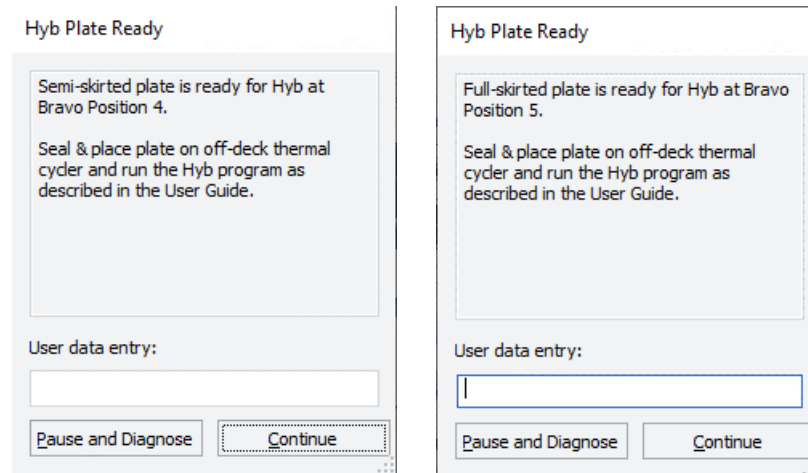 Hyb Plate Ready
Semi-skirted plate is ready for Hyb at
Bravo Position 4.
Seal & place plate on off-deck thermal
cycler and run the Hyb program as
described in the User Guide.
User data entry:
Pause and Diagnose
Continue
Hyb Plate Ready
Full-skirted plate is ready for Hyb at Bravo
Position 5.
Seal & place plate on off-deck thermal
cycler and run the Hyb program as
described in the User Guide.
User data entry:
Pause and Diagnose
Continue